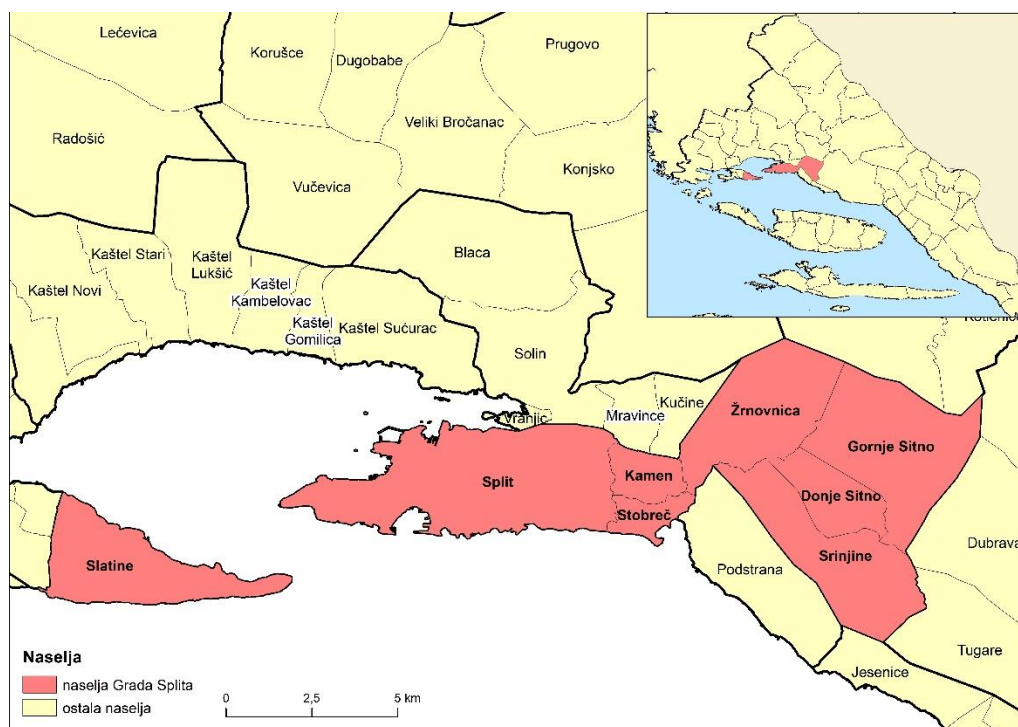 Lećevica
Korušce
Dugobabe
Prugovo
Radošić
Veliki Bročanac
Vučevica
Konjsko
Kaštel Stari
Kaštel
Lukšić
Blaca
Kaštel Novi
Kaštel
Kambelovac
Kaštel
Gomilica
Kaštel Sućurac
Solin
Vranjic
Mravince
Kučine
Žrnovnica
Gornje Sitno
Split
Kamen
Donje Sitno
Stobreč
Srinjine
Dubrava
Slatine
Podstrana
Tugare
Jesenice
Naselja
naselja Grada Splita
ostala naselja
0 2,5 5 km